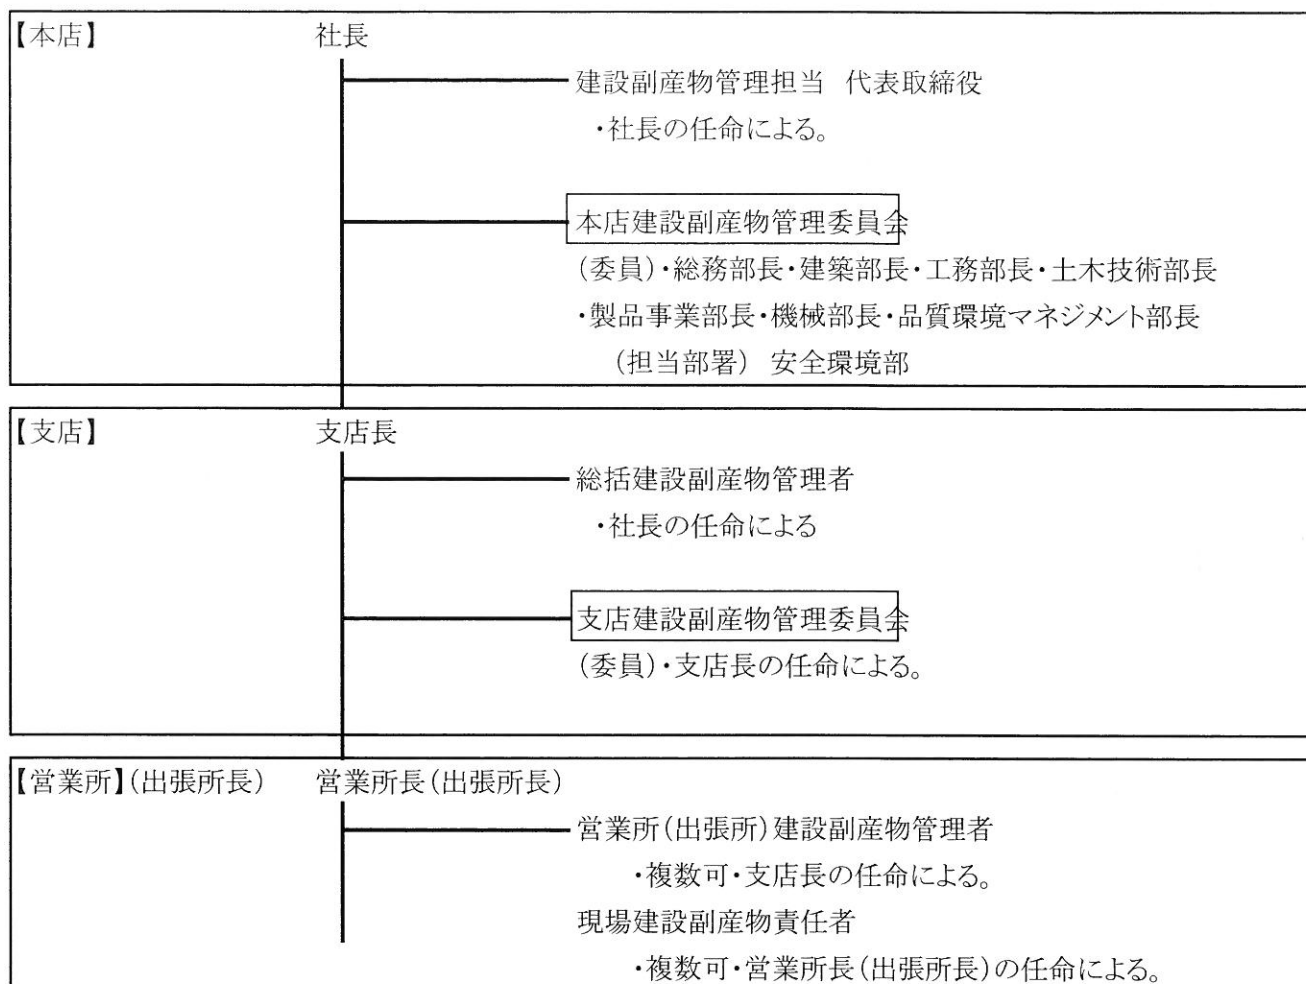 【本店】 社長
建設副産物管理担当 代表取締役
・社長の任命による。
本店建設副産物管理委員会
(委員)・総務部長・建築部長・工務部長・土木技術部長
・製品事業部長・機械部長・品質環境マネジメント部長
(担当部署) 安全環境部
【支店】 支店長
総括建設副産物管理者
・社長の任命による
支店建設副産物管理委員会
(委員)・支店長の任命による。
【営業所】(出張所長) 営業所長(出張所長)
営業所(出張所)建設副産物管理者
・複数可・支店長の任命による。
現場建設副産物責任者
・複数可・営業所長(出張所長)の任命による。